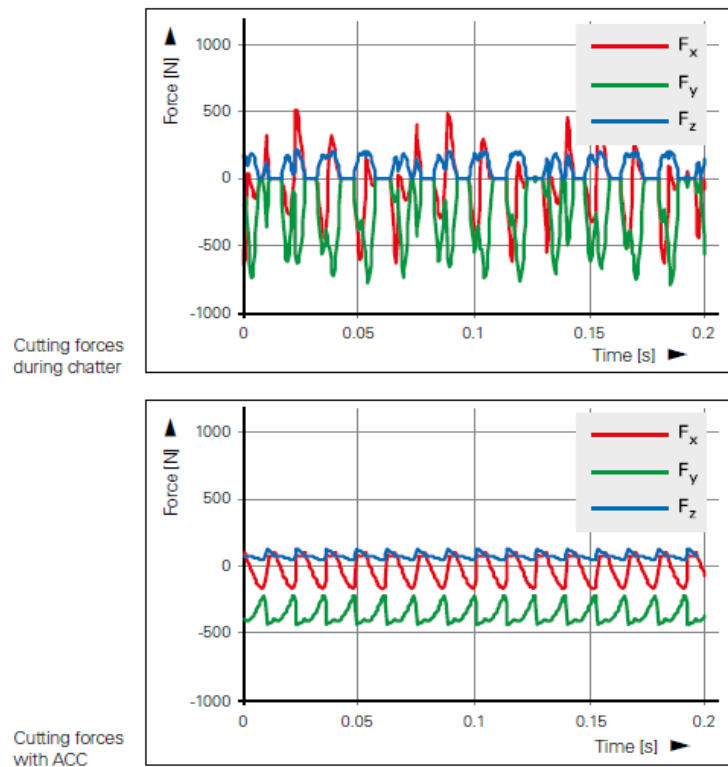 Force [N] ▲
1000
500
0
-500
-1000
Fx
Fy
Fz
0
0.05
0.1
0.15
0.2
Time [s] ►
Cutting forces
during chatter
Force [N] ▲
1000
500
0
-500
-1000
Fx
Fy
Fz
0
0.05
0.1
0.15
0.2
Time [s] ►
Cutting forces
with ACC